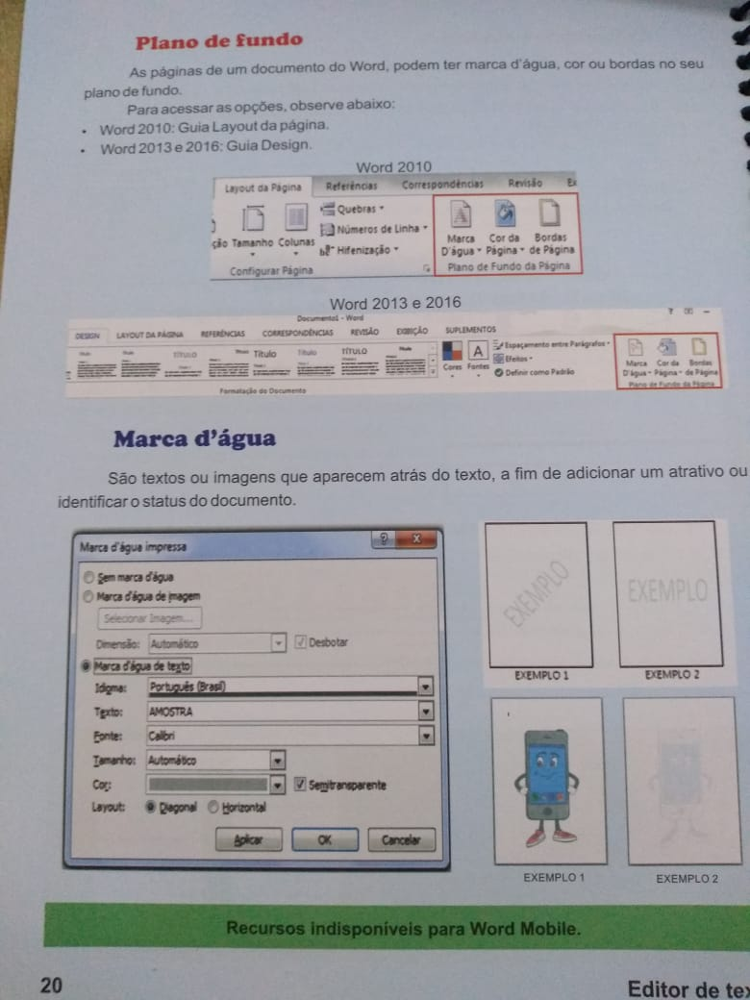 Plano de fundo
As páginas de um documento do Word, podem ter marca d'água, cor ou bordas no seu
plano de fundo.
Para acessar as opções, observe abaixo:
• Word 2010: Guia Layout da página.
• Word 2013 e 2016: Guia Design.
Word 2010
Layout da Página Referências Correspondências Revisão Ex
ção Tamanho Colunas
Quebras
Números de Linha
Hifenização
Marca D'água Cor da Página Bordas de Página
Configurar Página Plano de Fundo da Página
Word 2013 e 2016
Documento1 - Word
DESIGN LAYOUT DA PÁGINA REFERÊNCIAS CORRESPONDÊNCIAS REVISÃO EXIBIÇÃO SUPLEMENTOS
TÍTULO Título Título TÍTULO
Cores Fontes
Espaçamento entre Parágrafos
Efeitos
Definir como Padrão
Marca D'água Cor da Página Bordas de Página
Formatação do Documento Plano de Fundo da Página
Marca d'água
São textos ou imagens que aparecem atrás do texto, a fim de adicionar um atrativo ou
identificar o status do documento.
Marca d'água impressa
Sem marca d'água
Marca d'água de imagem
Selecionar Imagem...
Dimensão: Automático Desbotar
Marca d'água de texto
Idioma: Português (Brasil)
Texto: AMOSTRA
Fonte: Calibri
Tamanho: Automático
Cor: Semitransparente
Layout: Diagonal Horizontal
Aplicar OK Cancelar
EXEMPLO EXEMPLO
EXEMPLO 1 EXEMPLO 2
EXEMPLO 1 EXEMPLO 2
Recursos indisponíveis para Word Mobile.
20 Editor de tex